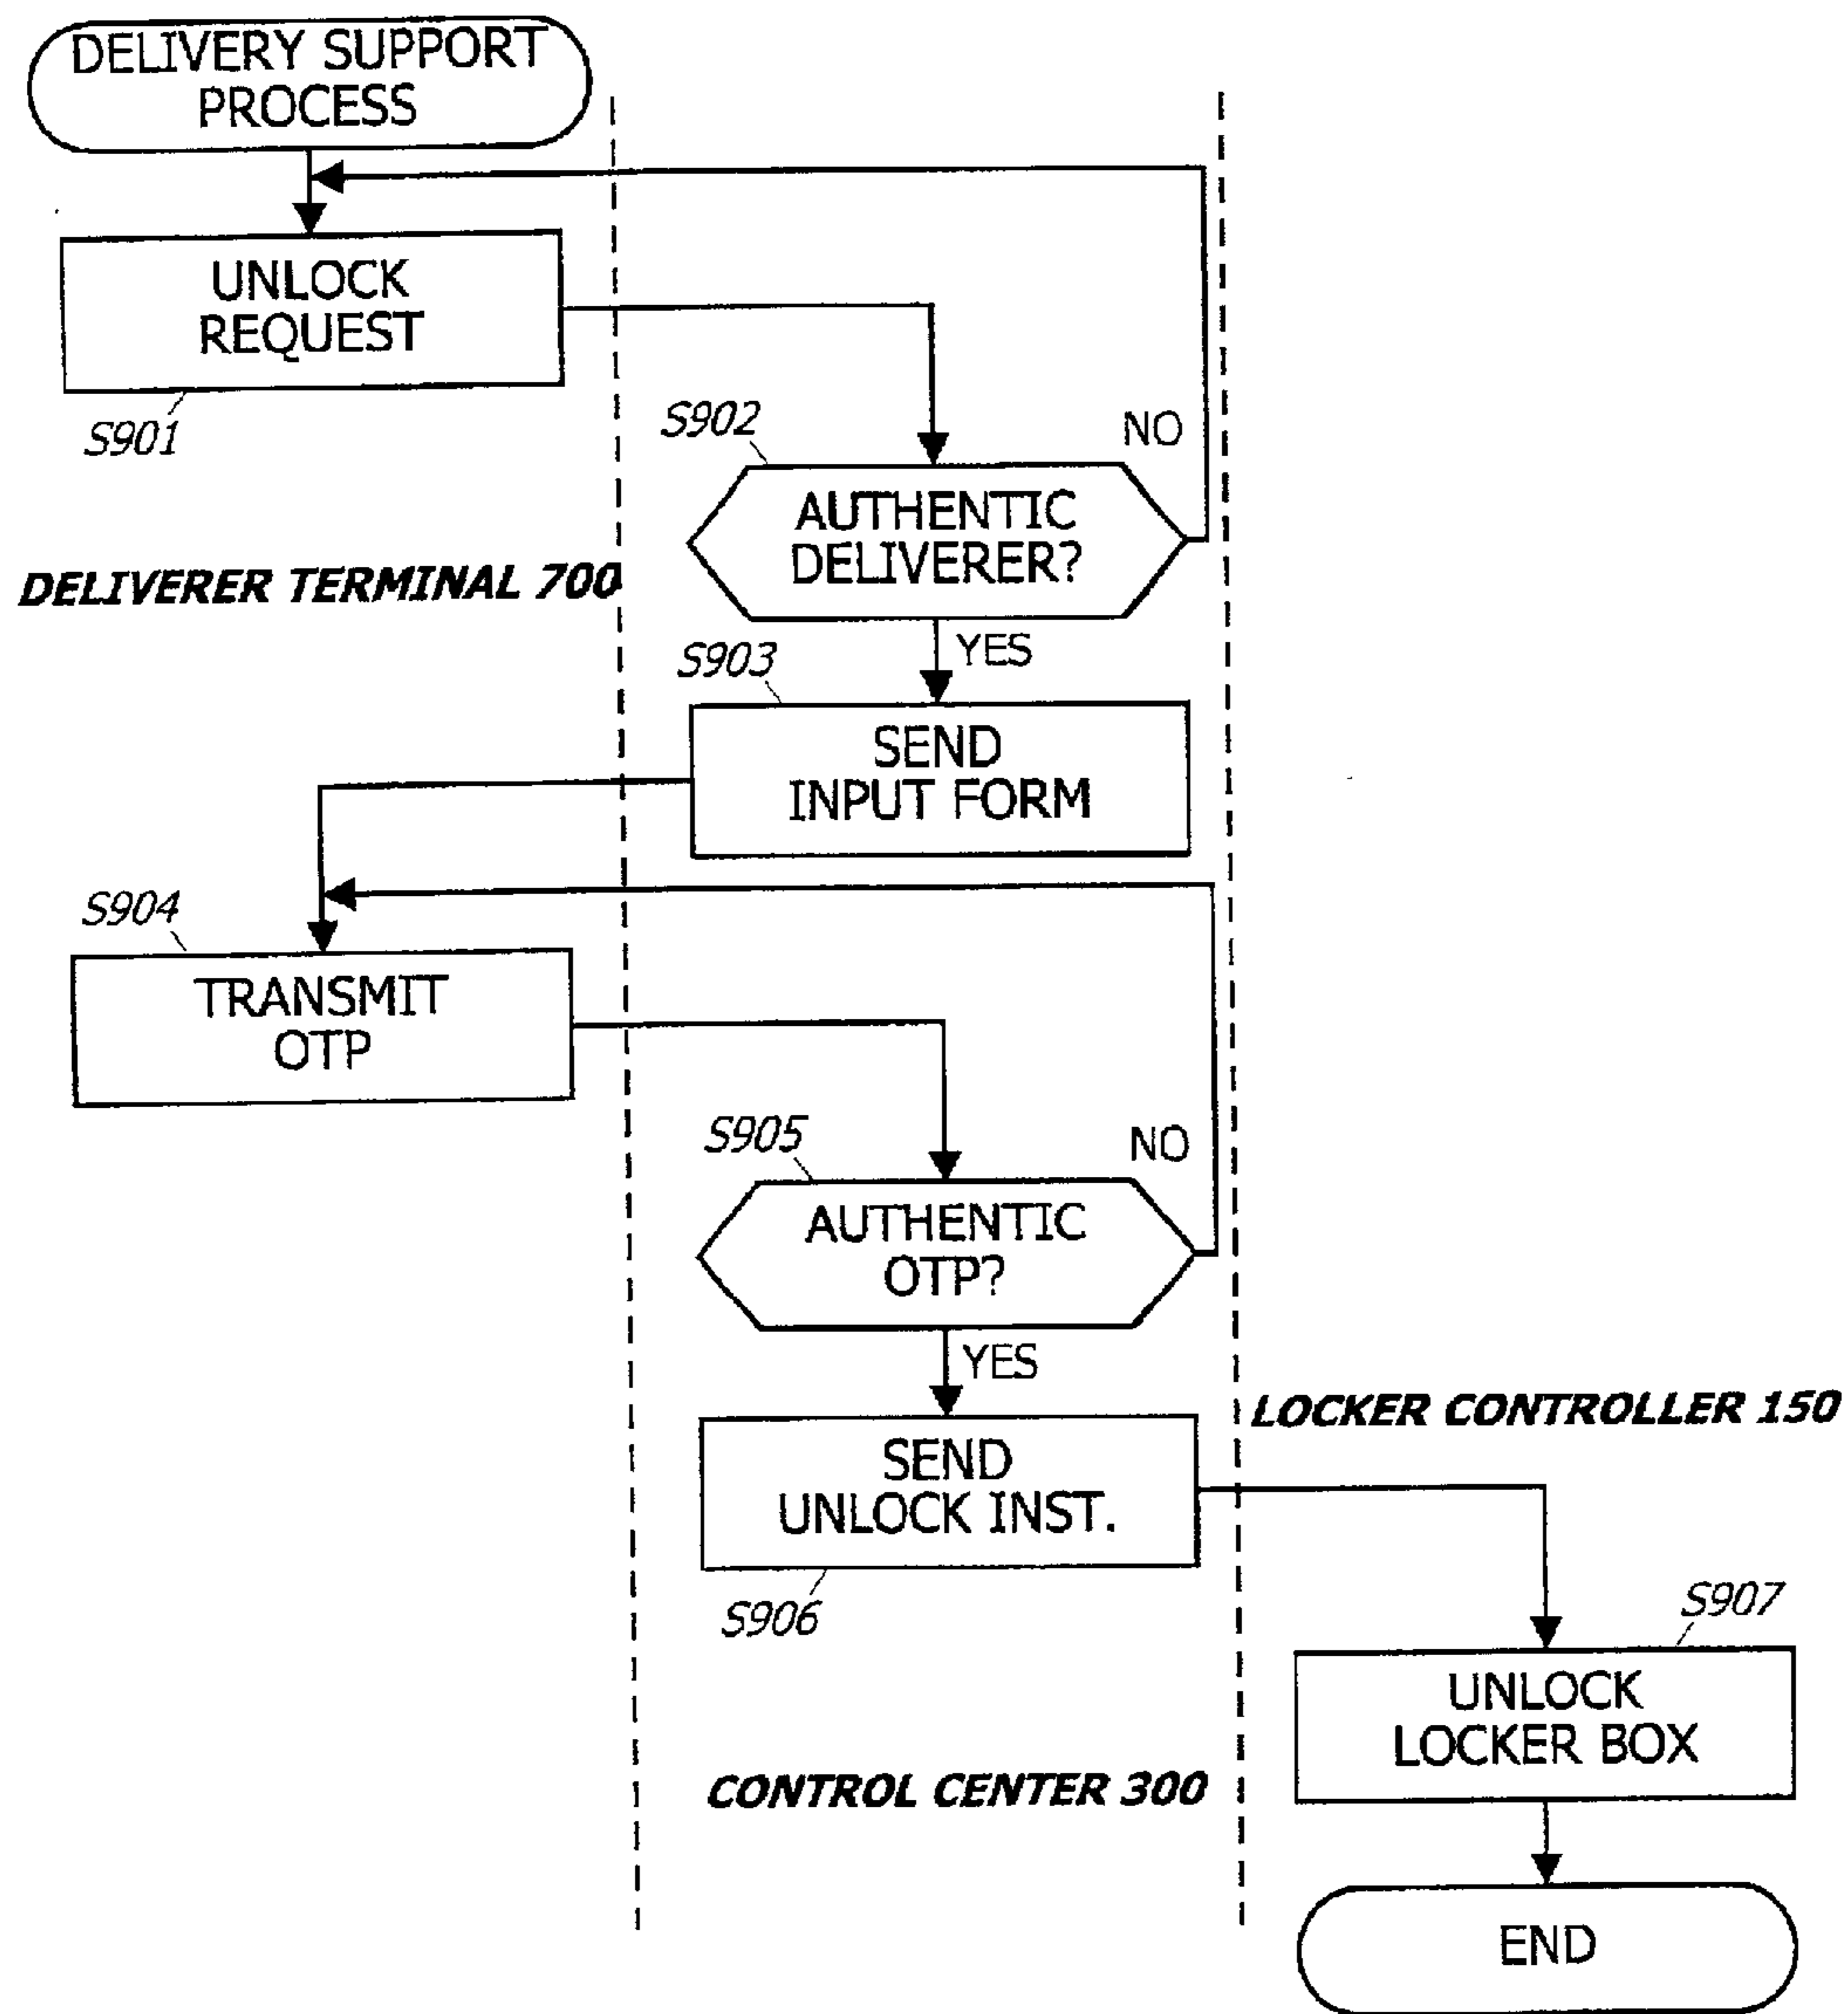 DELIVERY SUPPORT
PROCESS
UNLOCK
REQUEST
S901
S902
NO
AUTHENTIC
DELIVERER?
DELIVERER TERMINAL 700
YES
S903
SEND
INPUT FORM
S904
TRANSMIT
OTP
S905
NO
AUTHENTIC
OTP?
YES
LOCKER CONTROLLER 150
SEND
UNLOCK INST.
S906
S907
UNLOCK
LOCKER BOX
CONTROL CENTER 300
END